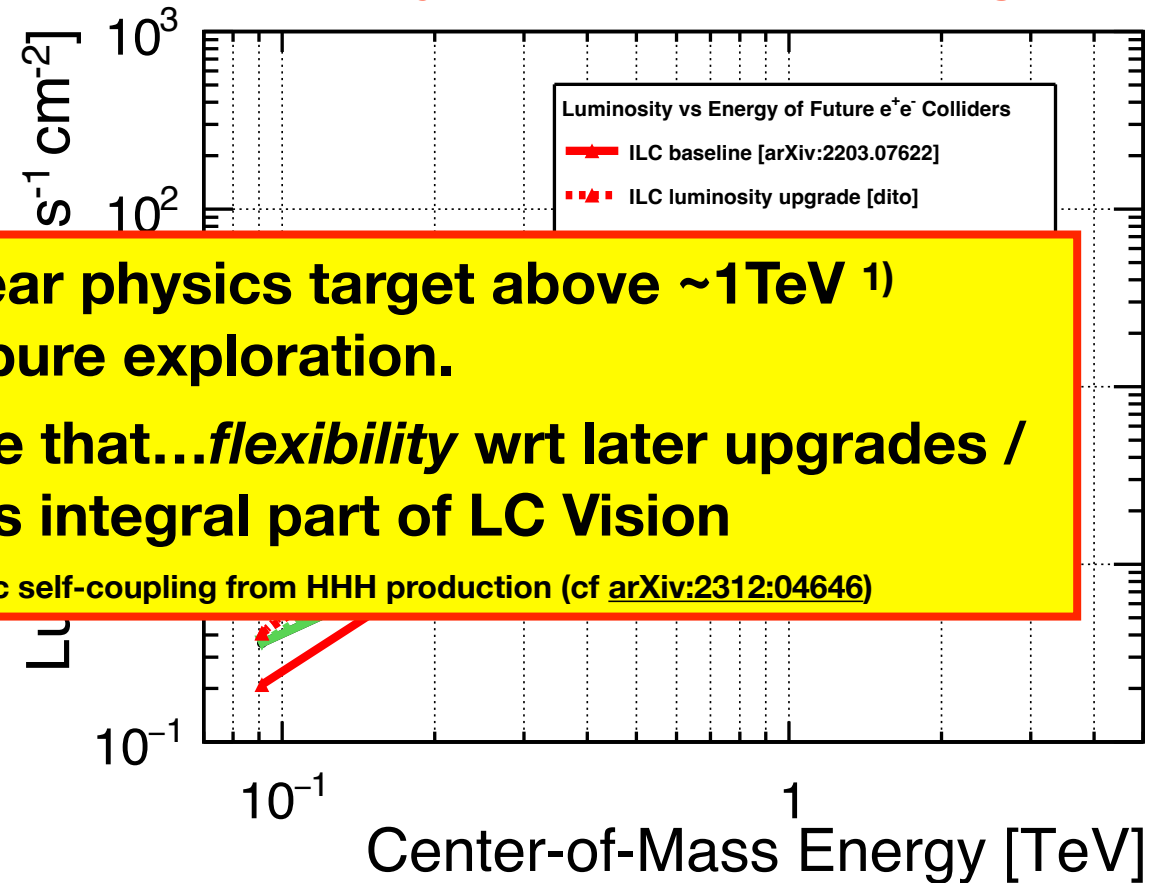 10³
s⁻¹ cm⁻²]
10²
Luminosity vs Energy of Future e⁺e⁻ Colliders
ILC baseline [arXiv:2203.07622]
ILC luminosity upgrade [dito]
physics target above ~1TeV ¹⁾
pure exploration.
that...flexibility wrt later upgrades /
integral part of LC Vision
self-coupling from HHH production (cf arXiv:2312:04646)
10⁻¹
10⁻¹
1
Center-of-Mass Energy [TeV]